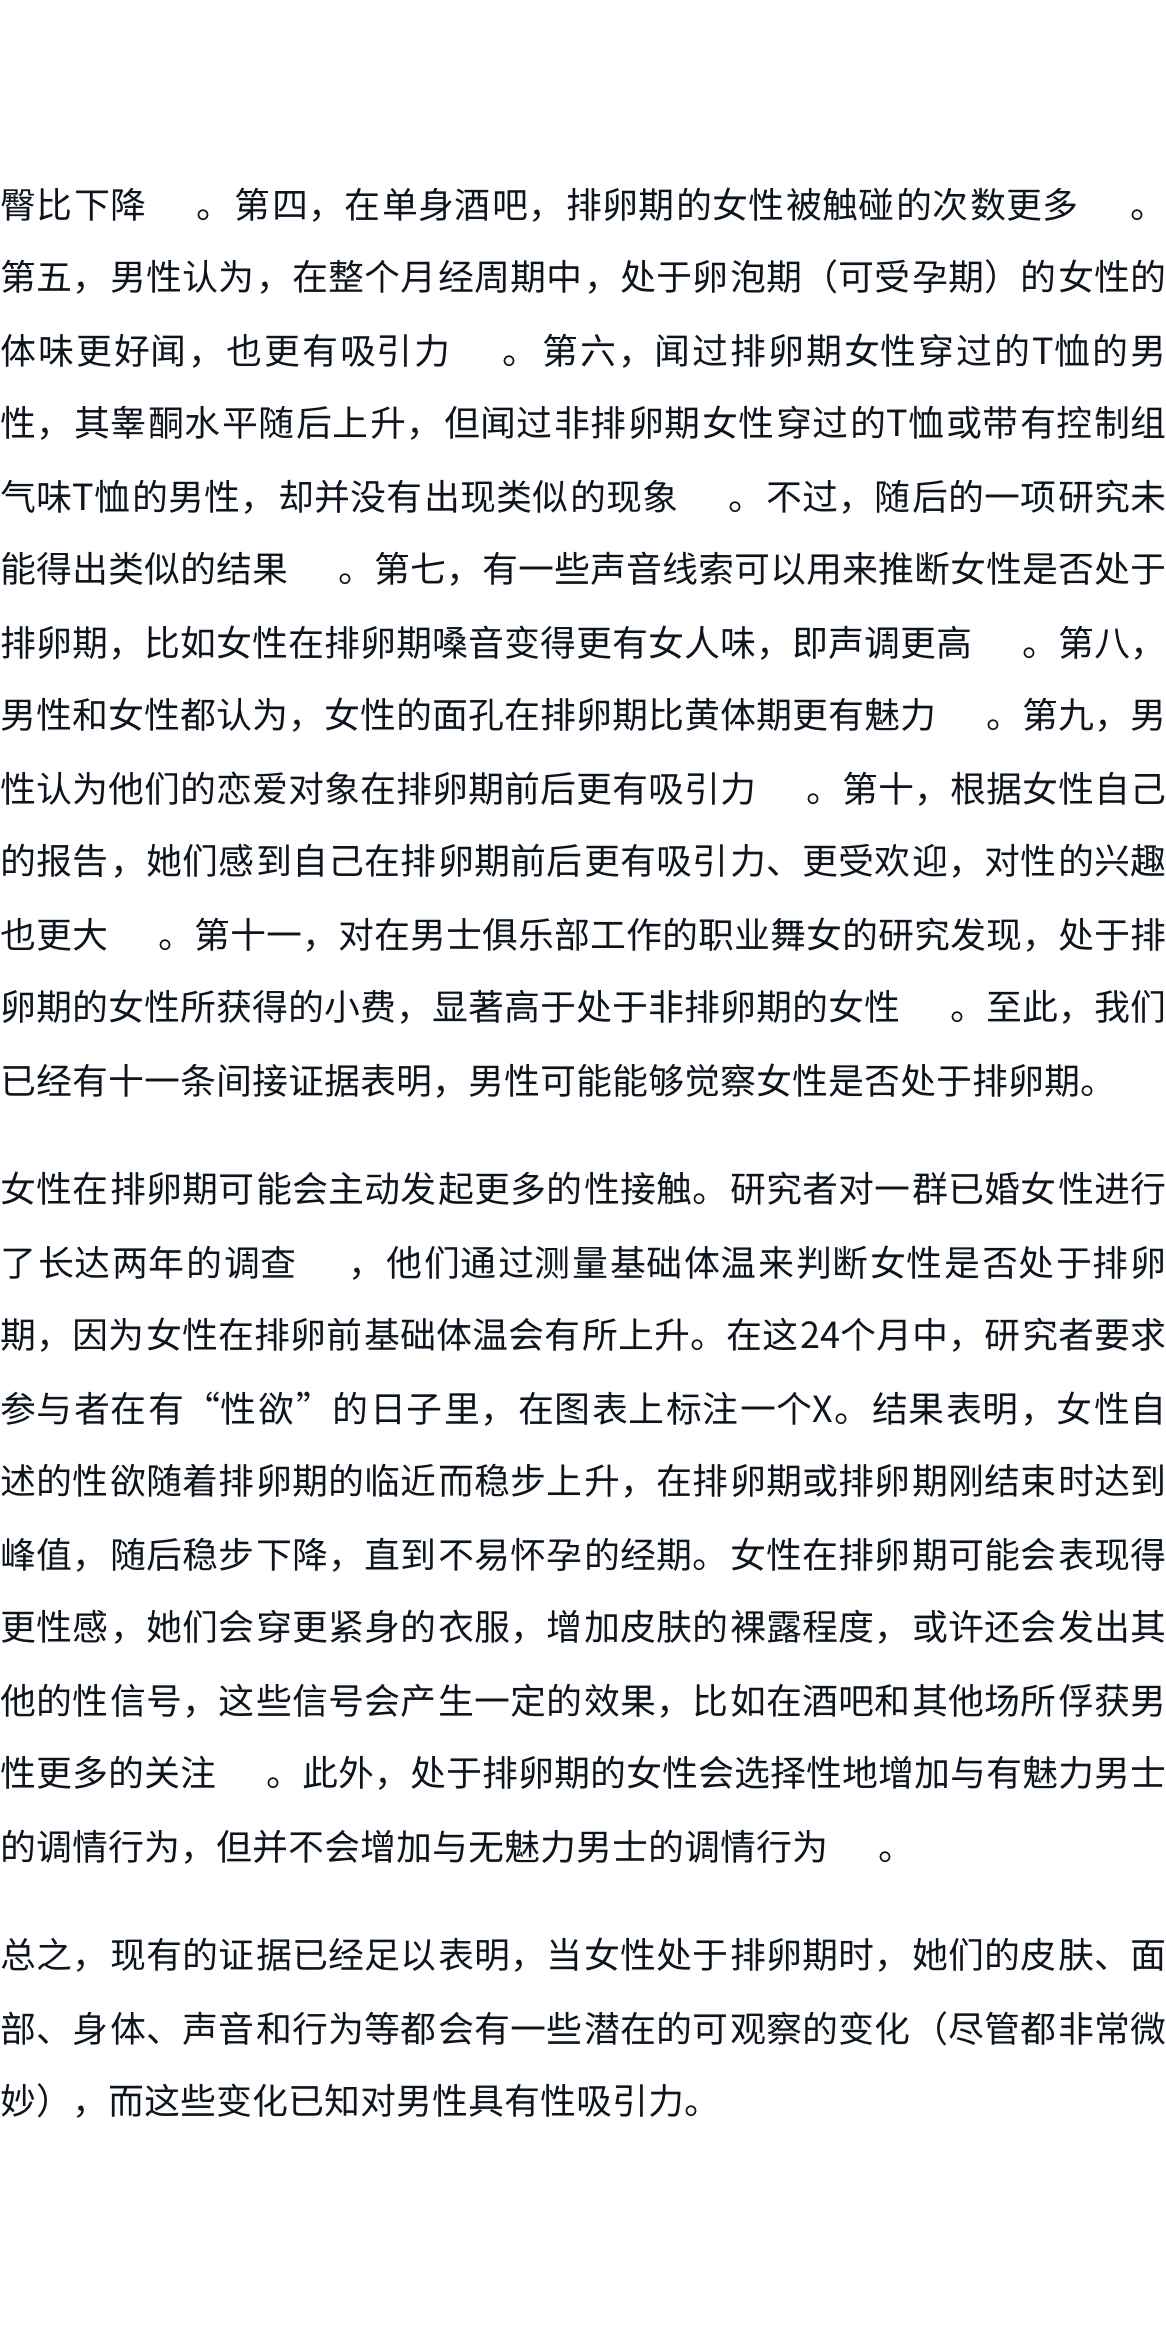 臀比下降　。第四，在单身酒吧，排卵期的女性被触碰的次数更多　。
第五，男性认为，在整个月经周期中，处于卵泡期（可受孕期）的女性的
体味更好闻，也更有吸引力　。第六，闻过排卵期女性穿过的T恤的男
性，其睾酮水平随后上升，但闻过非排卵期女性穿过的T恤或带有控制组
气味T恤的男性，却并没有出现类似的现象　。不过，随后的一项研究未
能得出类似的结果　。第七，有一些声音线索可以用来推断女性是否处于
排卵期，比如女性在排卵期嗓音变得更有女人味，即声调更高　。第八，
男性和女性都认为，女性的面孔在排卵期比黄体期更有魅力　。第九，男
性认为他们的恋爱对象在排卵期前后更有吸引力　。第十，根据女性自己
的报告，她们感到自己在排卵期前后更有吸引力、更受欢迎，对性的兴趣
也更大　。第十一，对在男士俱乐部工作的职业舞女的研究发现，处于排
卵期的女性所获得的小费，显著高于处于非排卵期的女性　。至此，我们
已经有十一条间接证据表明，男性可能能够觉察女性是否处于排卵期。
女性在排卵期可能会主动发起更多的性接触。研究者对一群已婚女性进行
了长达两年的调查　，他们通过测量基础体温来判断女性是否处于排卵
期，因为女性在排卵前基础体温会有所上升。在这24个月中，研究者要求
参与者在有“性欲”的日子里，在图表上标注一个X。结果表明，女性自
述的性欲随着排卵期的临近而稳步上升，在排卵期或排卵期刚结束时达到
峰值，随后稳步下降，直到不易怀孕的经期。女性在排卵期可能会表现得
更性感，她们会穿更紧身的衣服，增加皮肤的裸露程度，或许还会发出其
他的性信号，这些信号会产生一定的效果，比如在酒吧和其他场所俘获男
性更多的关注　。此外，处于排卵期的女性会选择性地增加与有魅力男士
的调情行为，但并不会增加与无魅力男士的调情行为　。
总之，现有的证据已经足以表明，当女性处于排卵期时，她们的皮肤、面
部、身体、声音和行为等都会有一些潜在的可观察的变化（尽管都非常微
妙），而这些变化已知对男性具有性吸引力。